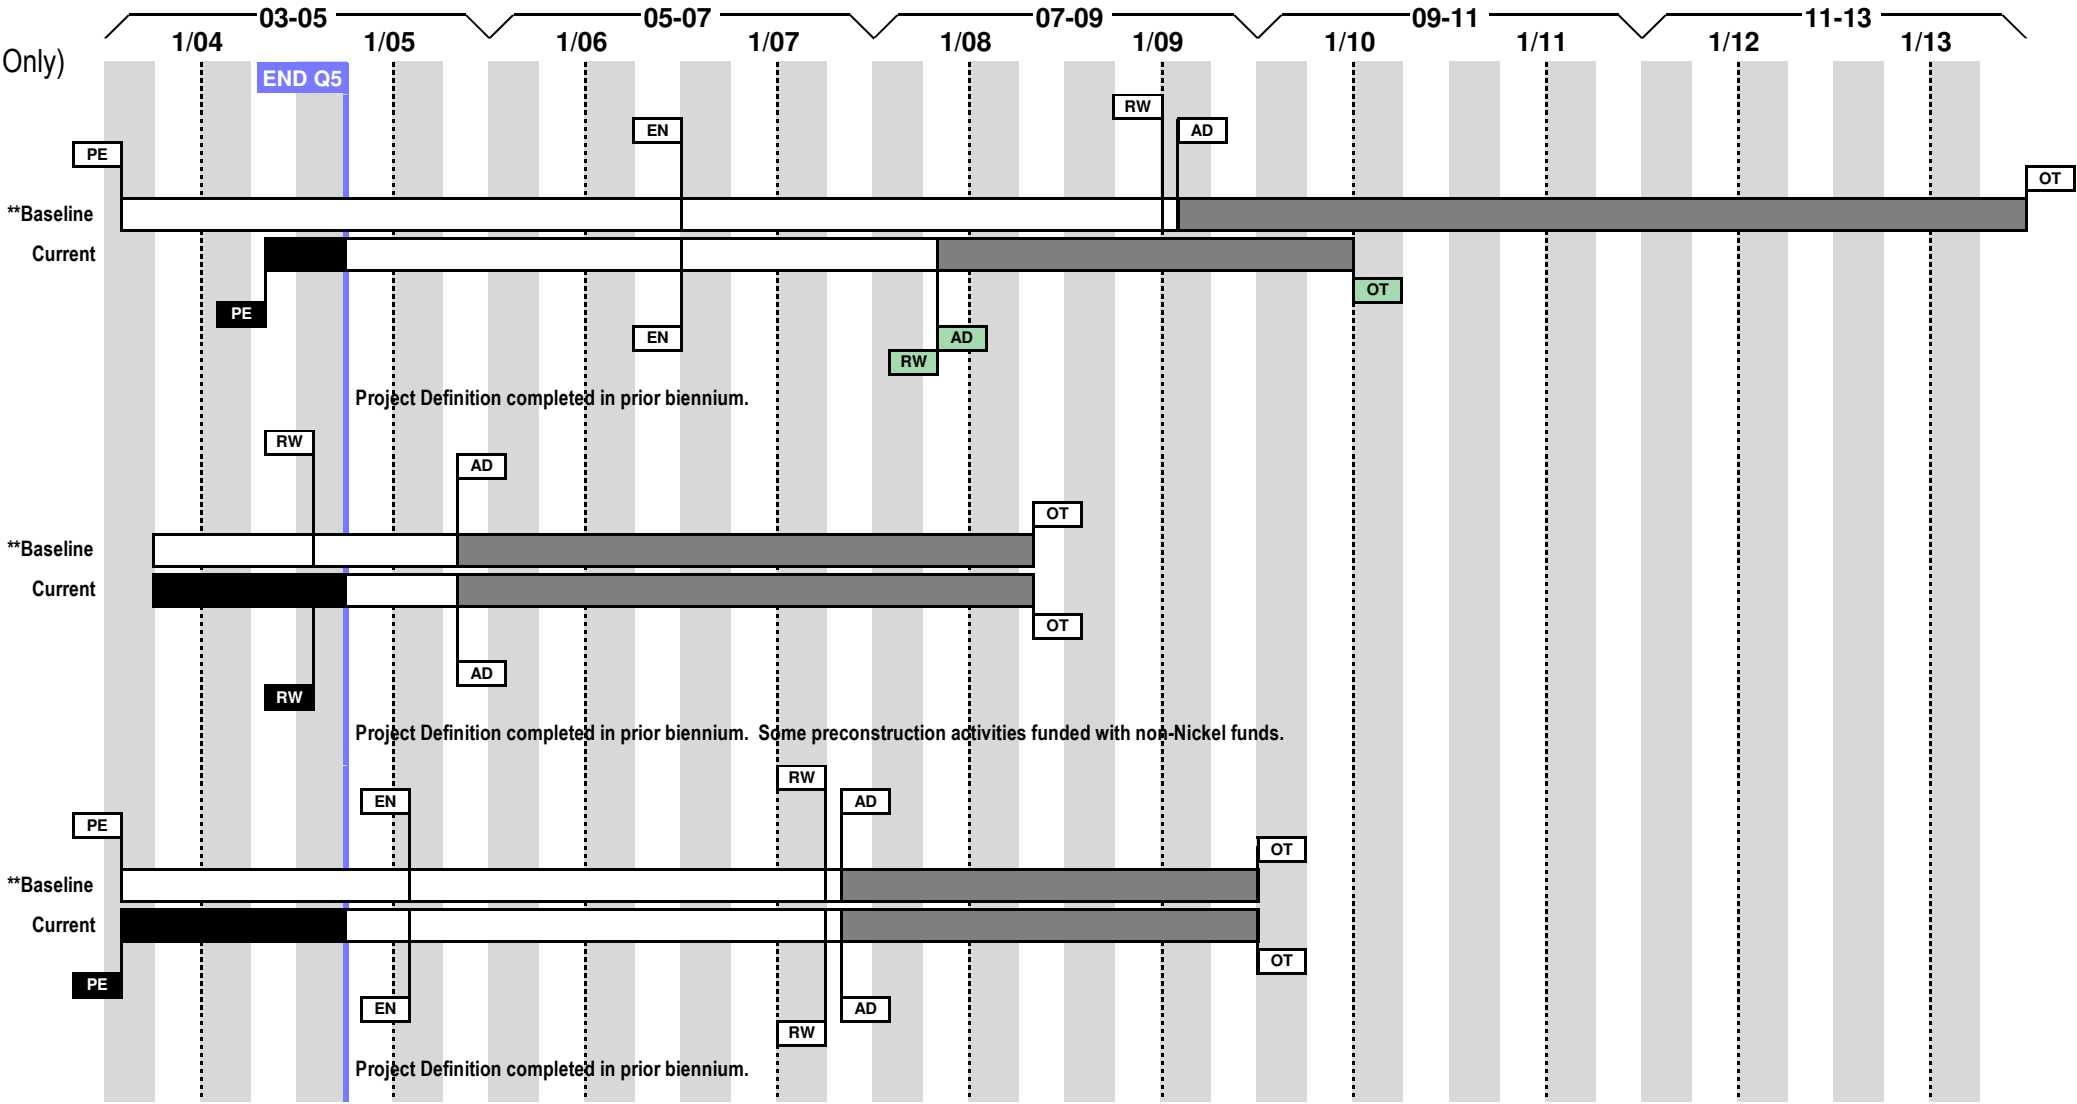 03-05 05-07 07-09 09-11 11-13
1/04 1/05 1/06 1/07 1/08 1/09 1/10 1/11 1/12 1/13
Only)
END Q5
RW
EN AD
PE
OT
**Baseline
Current
OT
PE
EN AD
RW
Project Definition completed in prior biennium.
RW
AD
OT
**Baseline
Current
OT
AD
RW
Project Definition completed in prior biennium. Some preconstruction activities funded with non-Nickel funds.
RW
EN AD
PE
OT
**Baseline
Current
OT
PE
EN AD
RW
Project Definition completed in prior biennium.